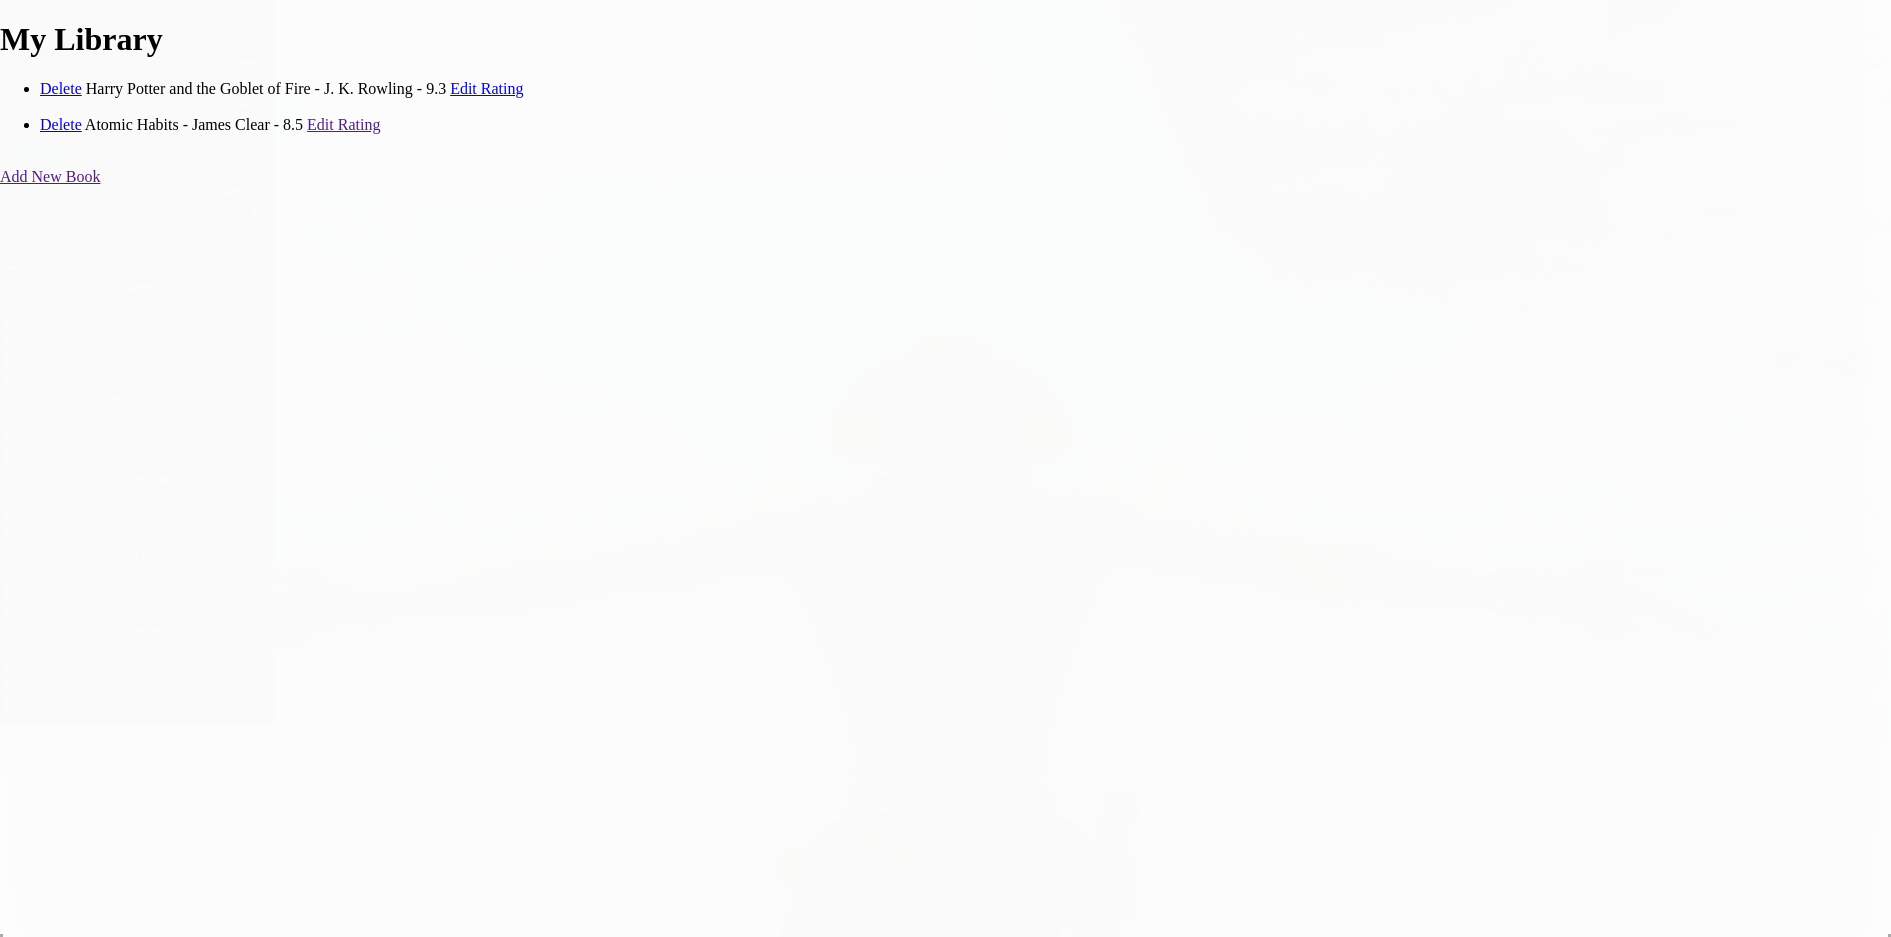 My Library
Delete Harry Potter and the Goblet of Fire - J. K. Rowling - 9.3 Edit Rating
Delete Atomic Habits - James Clear - 8.5 Edit Rating
Add New Book